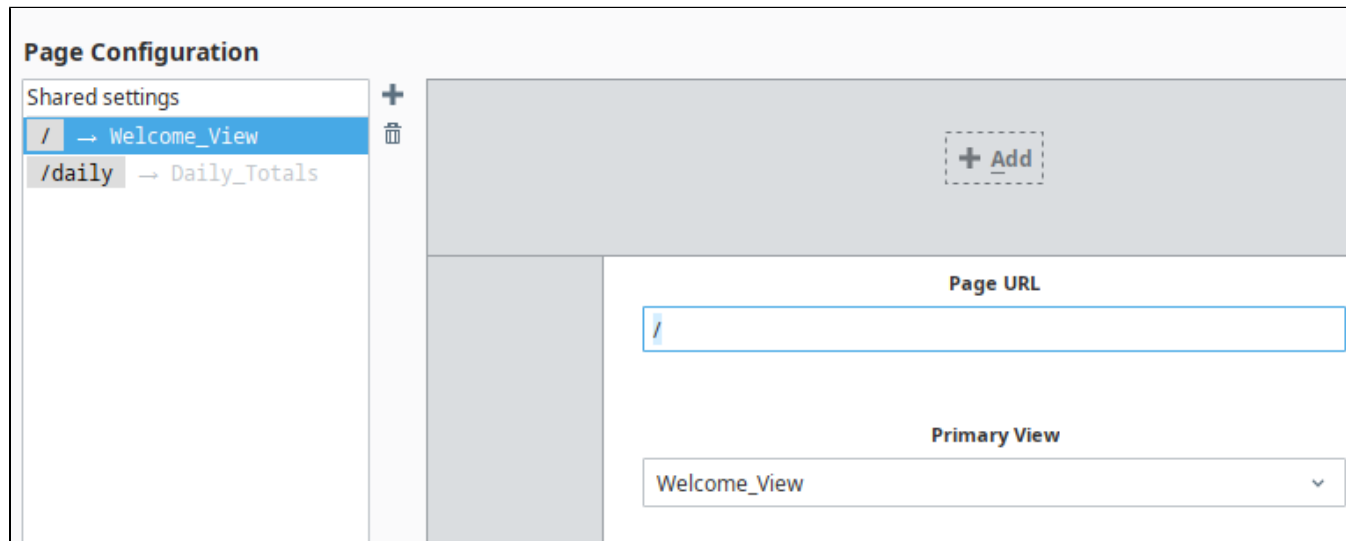 Page Configuration
Shared settings
/ → Welcome_View
/daily → Daily_Totals
+ Add
Page URL
/
Primary View
Welcome_View